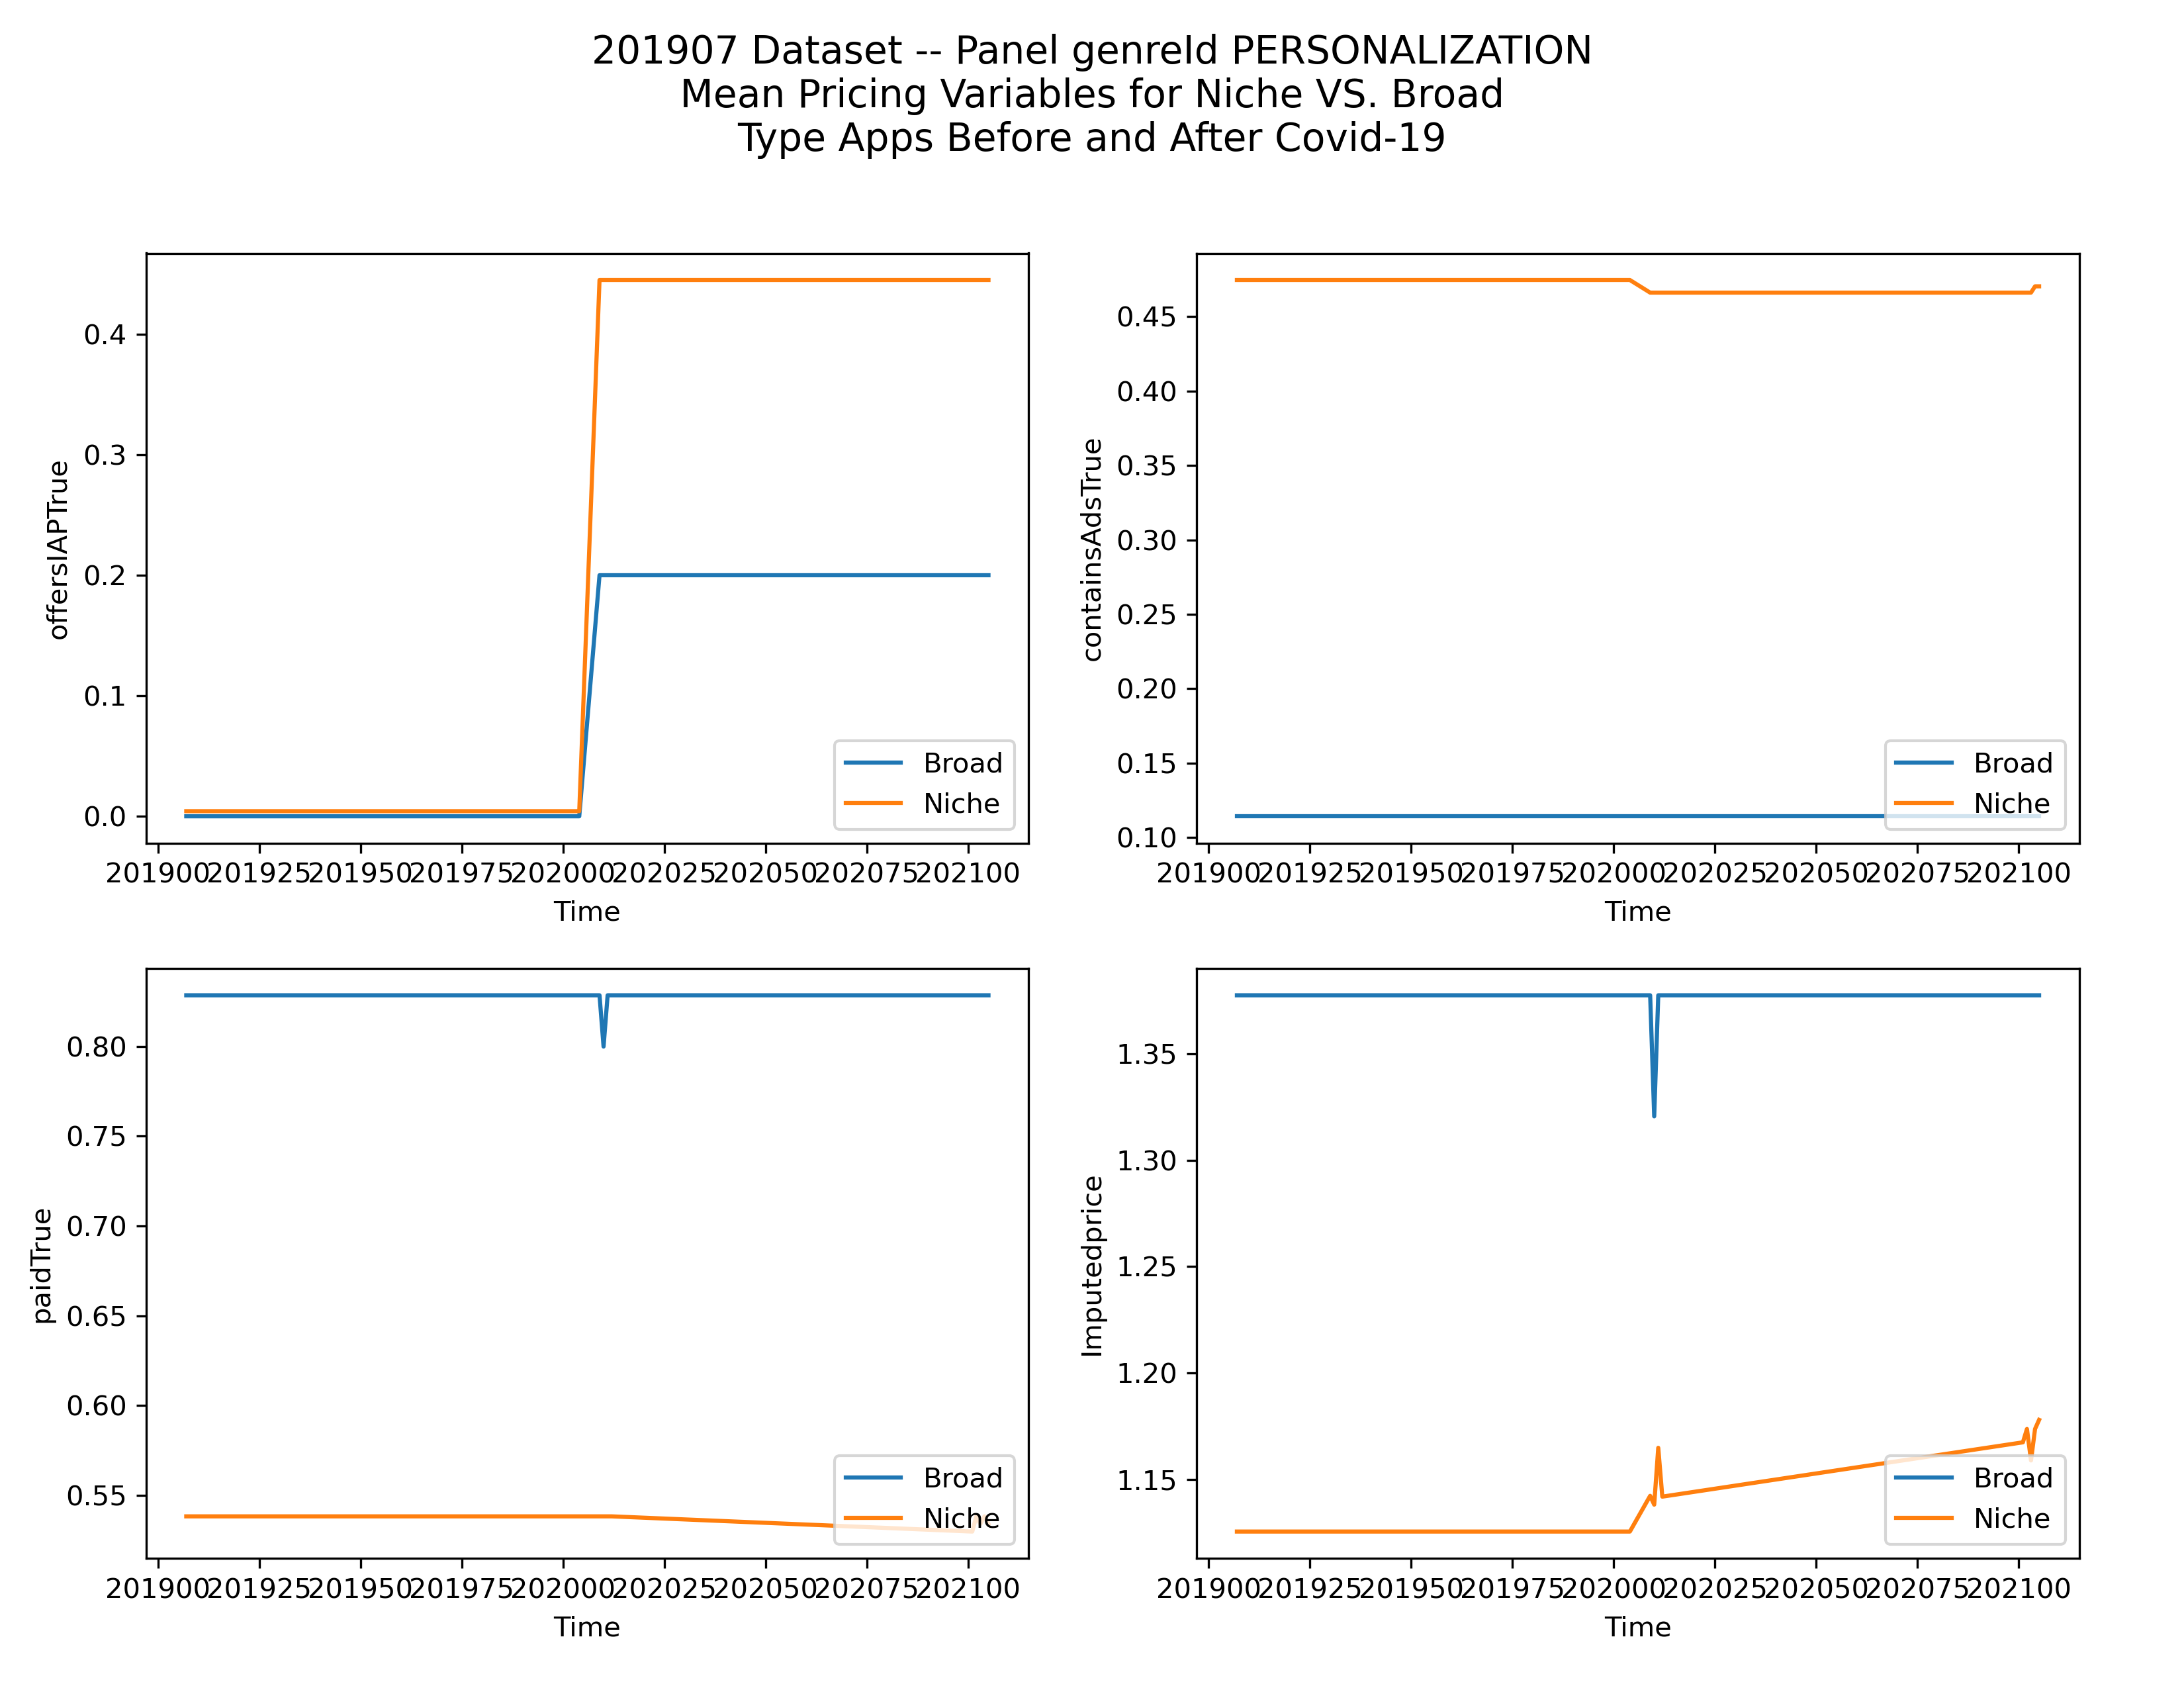 201907 Dataset -- Panel genreId PERSONALIZATION
Mean Pricing Variables for Niche VS. Broad
Type Apps Before and After Covid-19
offersIAPTrue
0.4
0.3
0.2
0.1
0.0
Broad
Niche
201900 201925 201950 201975 202000 202025 202050 202075 202100
Time
containsAdsTrue
0.45
0.40
0.35
0.30
0.25
0.20
0.15
0.10
Broad
Niche
201900 201925 201950 201975 202000 202025 202050 202075 202100
Time
paidTrue
0.80
0.75
0.70
0.65
0.60
0.55
Broad
Niche
201900 201925 201950 201975 202000 202025 202050 202075 202100
Time
Imputedprice
1.35
1.30
1.25
1.20
1.15
Broad
Niche
201900 201925 201950 201975 202000 202025 202050 202075 202100
Time